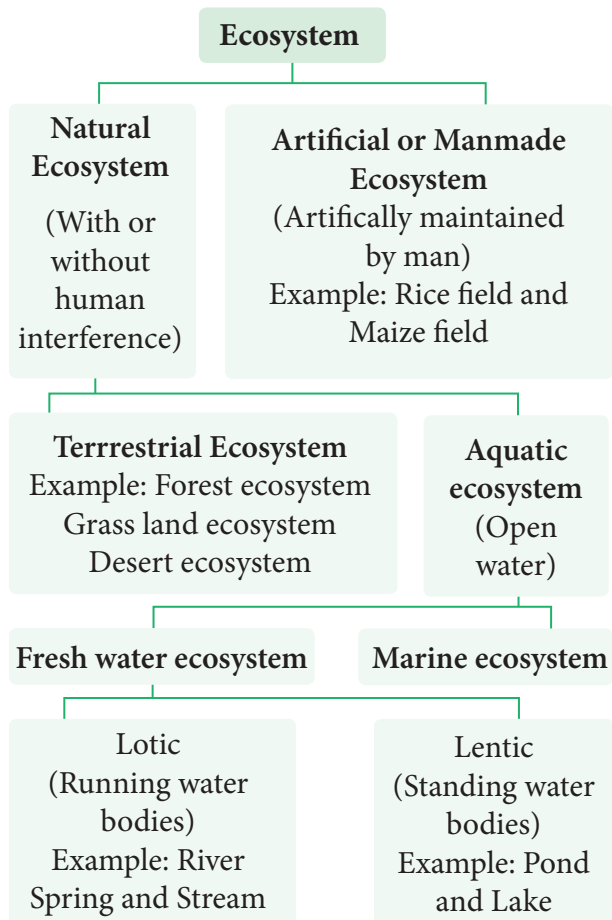 Ecosystem
Natural
Ecosystem
(With or
without
human
interference)
Artificial or Manmade
Ecosystem
(Artifically maintained
by man)
Example: Rice field and
Maize field
Terrrestrial Ecosystem
Example: Forest ecosystem
Grass land ecosystem
Desert ecosystem
Aquatic
ecosystem
(Open
water)
Fresh water ecosystem
Marine ecosystem
Lotic
(Running water
bodies)
Example: River
Spring and Stream
Lentic
(Standing water
bodies)
Example: Pond
and Lake